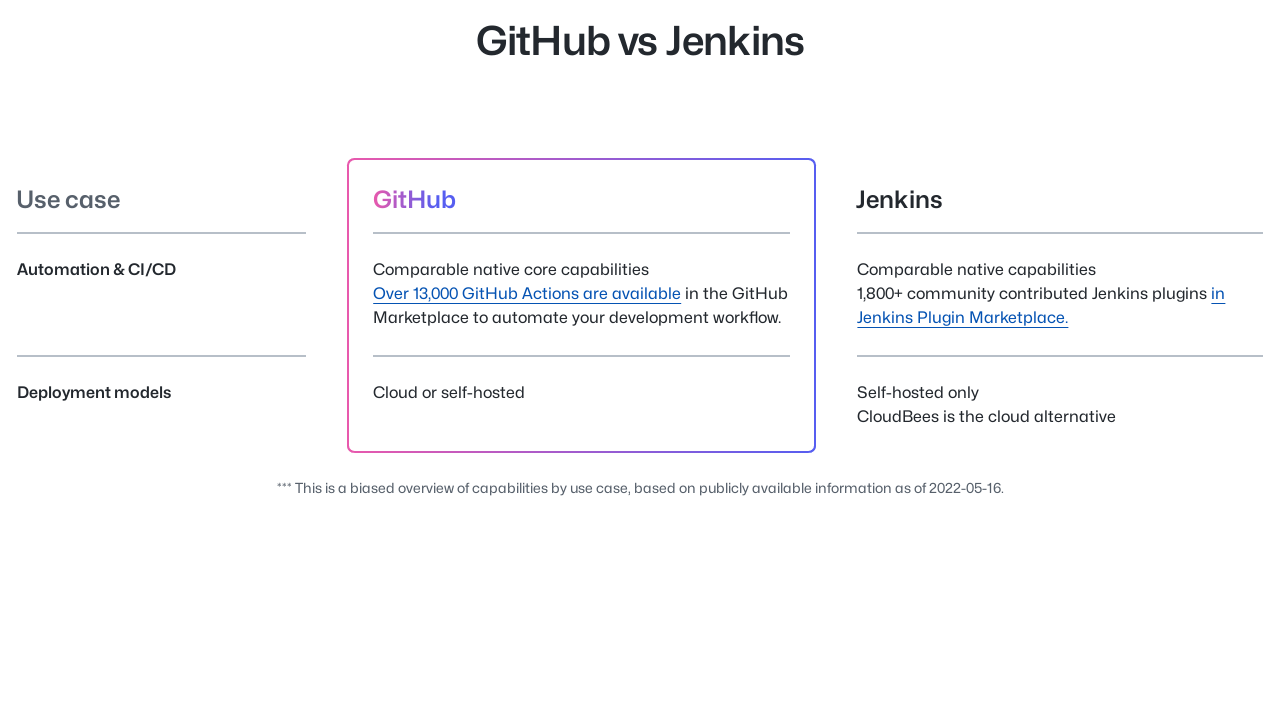 GitHub vs Jenkins
Use case
GitHub
Jenkins
Automation & CI/CD
Comparable native core capabilities
Over 13,000 GitHub Actions are available in the GitHub
Marketplace to automate your development workflow.
Comparable native capabilities
1,800+ community contributed Jenkins plugins in
Jenkins Plugin Marketplace.
Deployment models
Cloud or self-hosted
Self-hosted only
CloudBees is the cloud alternative
*** This is a biased overview of capabilities by use case, based on publicly available information as of 2022-05-16.